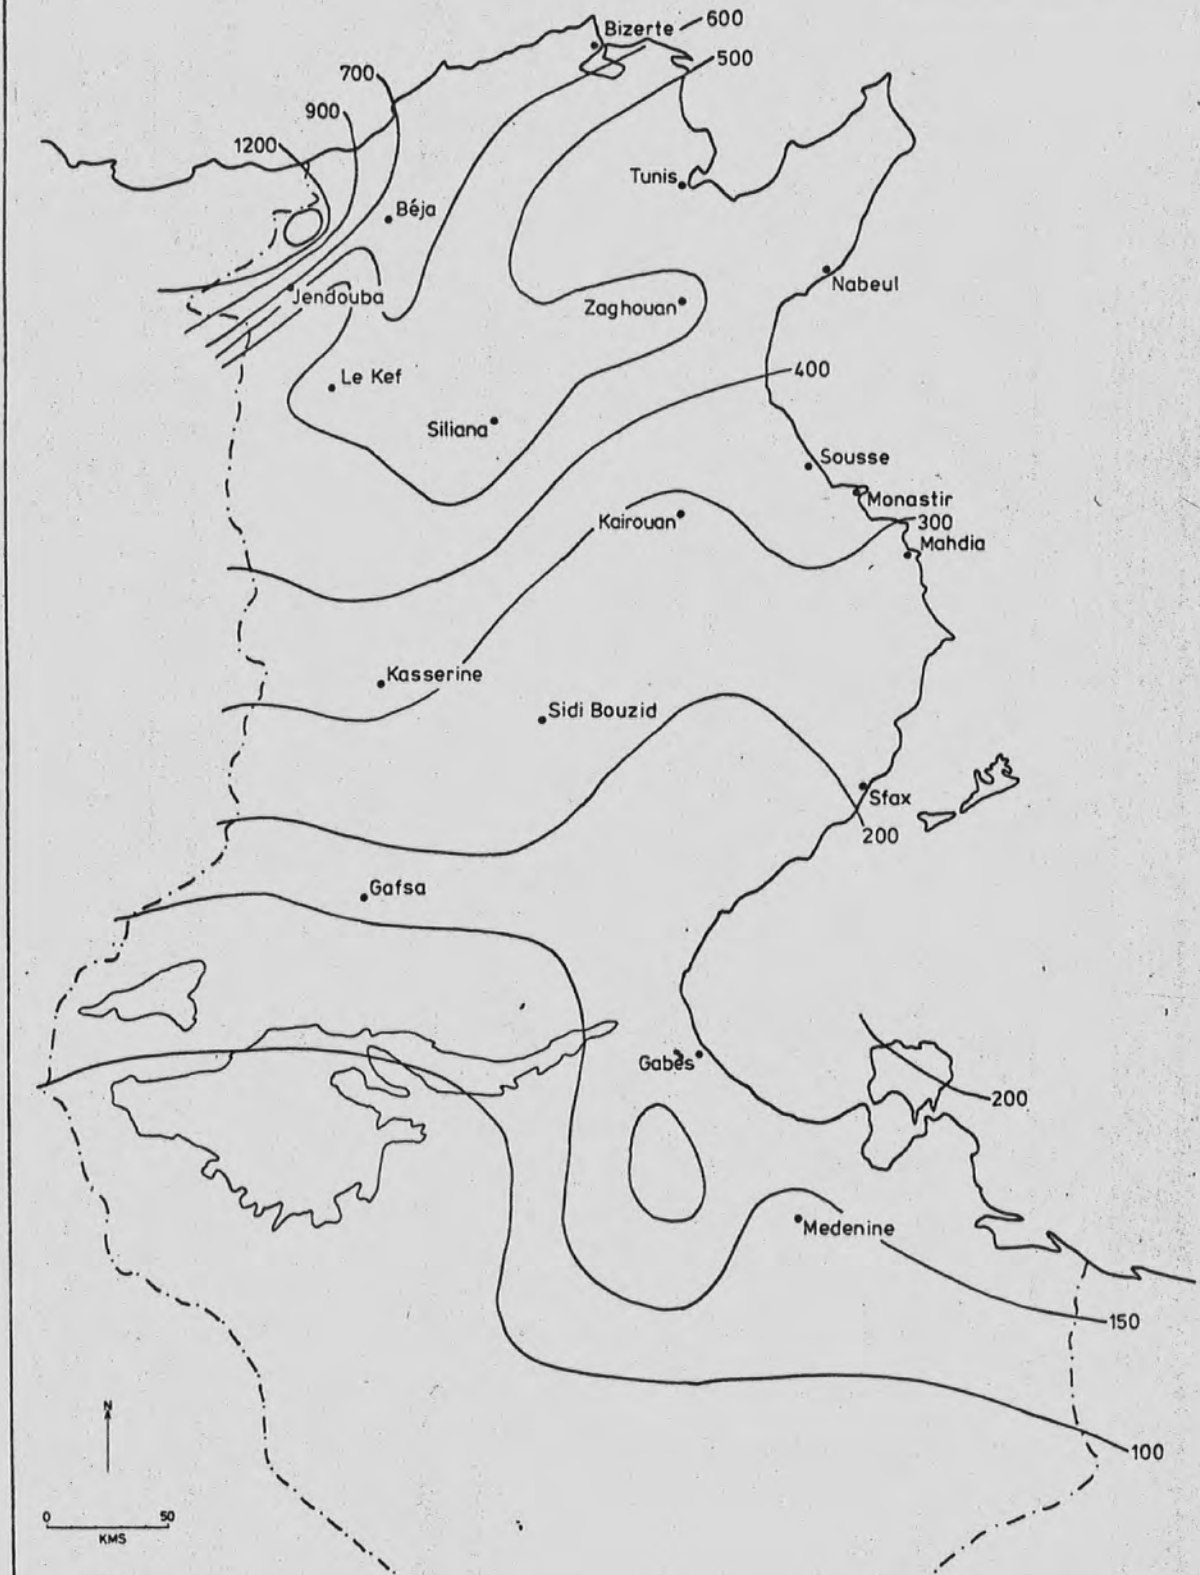 Bizerte
600
500
700
900
1200
Tunis
Béja
Nabeul
Jendouba
Zaghouan
400
Le Kef
Siliana
Sousse
Monastir
Kairouan
300
Mahdia
Kasserine
Sidi Bouzid
Sfax
200
Gafsa
Gabès
200
Medenine
150
N
100
0 50
KMS